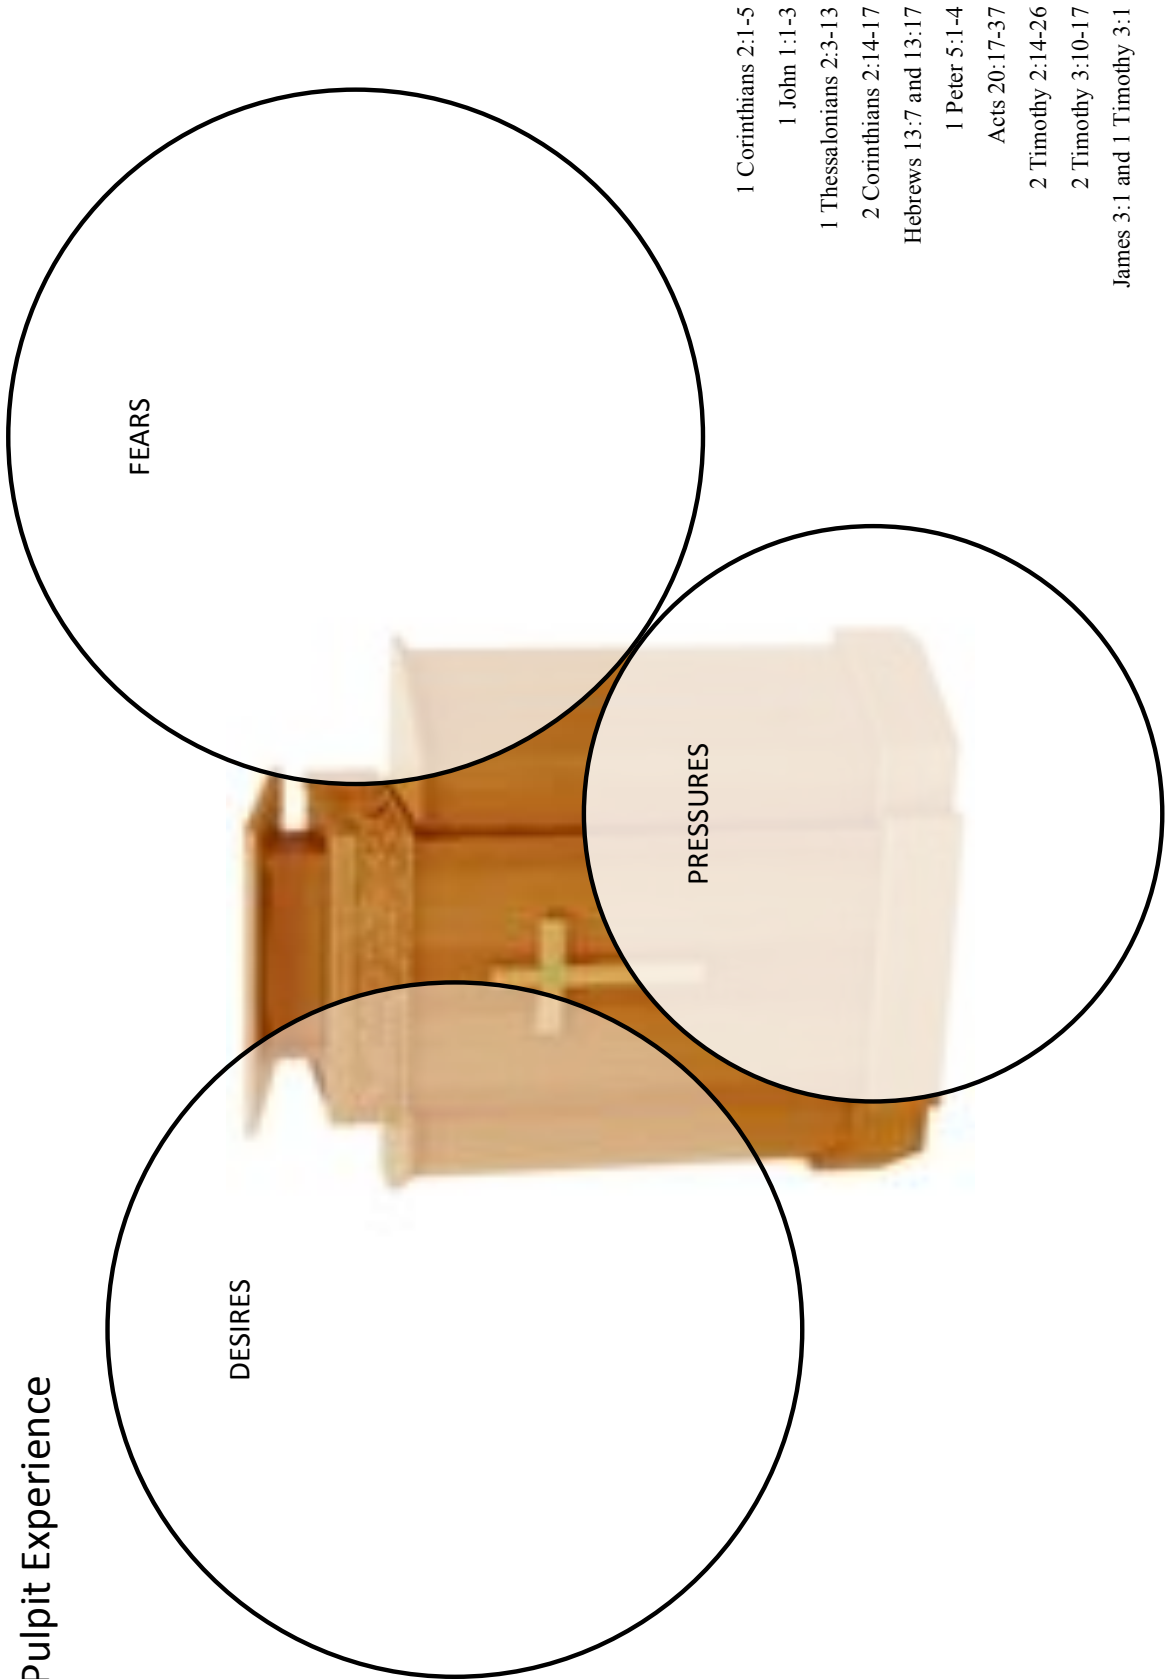 Pulpit Experience
DESIRES
FEARS
PRESSURES
1 Corinthians 2:1-5
1 John 1:1-3
1 Thessalonians 2:3-13
2 Corinthians 2:14-17
Hebrews 13:7 and 13:17
1 Peter 5:1-4
Acts 20:17-37
2 Timothy 2:14-26
2 Timothy 3:10-17
James 3:1 and 1 Timothy 3:1